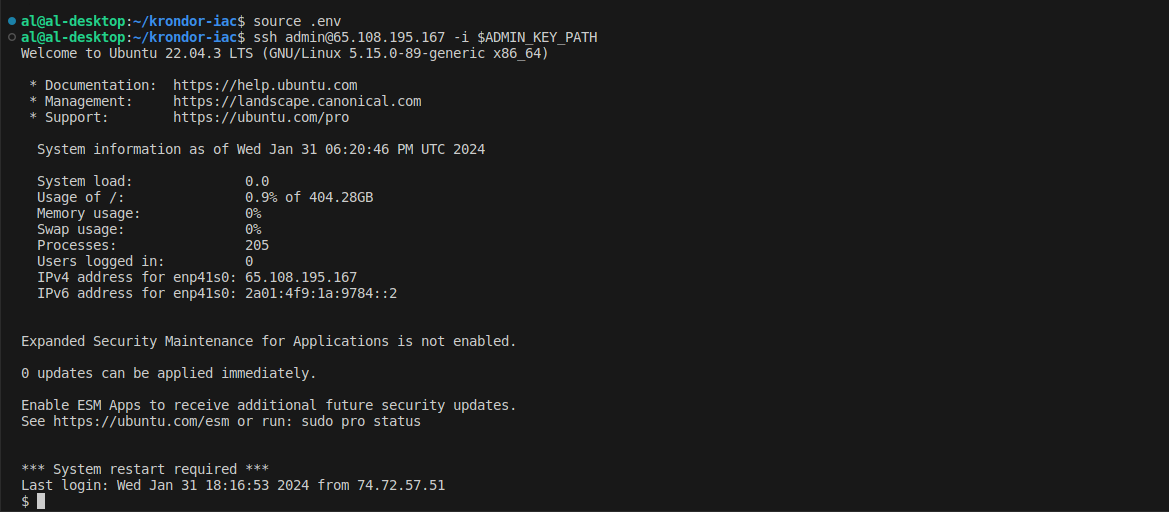 al@al-desktop:~/krondor-iac$ source .env
al@al-desktop:~/krondor-iac$ ssh admin@65.108.195.167 -i $ADMIN_KEY_PATH
Welcome to Ubuntu 22.04.3 LTS (GNU/Linux 5.15.0-89-generic x86_64)
* Documentation:  https://help.ubuntu.com
* Management:     https://landscape.canonical.com
* Support:        https://ubuntu.com/pro
System information as of Wed Jan 31 06:20:46 PM UTC 2024
System load:              0.0
Usage of /:               0.9% of 404.28GB
Memory usage:             0%
Swap usage:               0%
Processes:                205
Users logged in:          0
IPv4 address for enp41s0: 65.108.195.167
IPv6 address for enp41s0: 2a01:4f9:1a:9784::2
Expanded Security Maintenance for Applications is not enabled.
0 updates can be applied immediately.
Enable ESM Apps to receive additional future security updates.
See https://ubuntu.com/esm or run: sudo pro status
*** System restart required ***
Last login: Wed Jan 31 18:16:53 2024 from 74.72.57.51
$